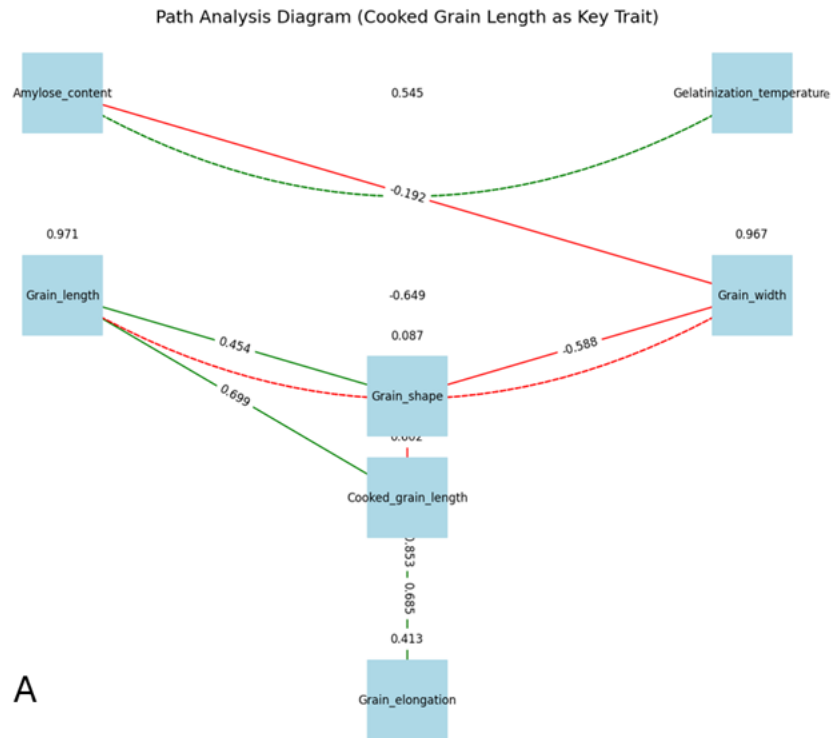 Path Analysis Diagram (Cooked Grain Length as Key Trait)
Amylose_content
0.545
Gelatinization_temperature
-0.192
0.971
0.967
Grain_length
-0.649
Grain_width
0.087
0.454
-0.588
Grain_shape
0.699
Cooked_grain_length
0.853
0.685
0.413
A
Grain_elongation